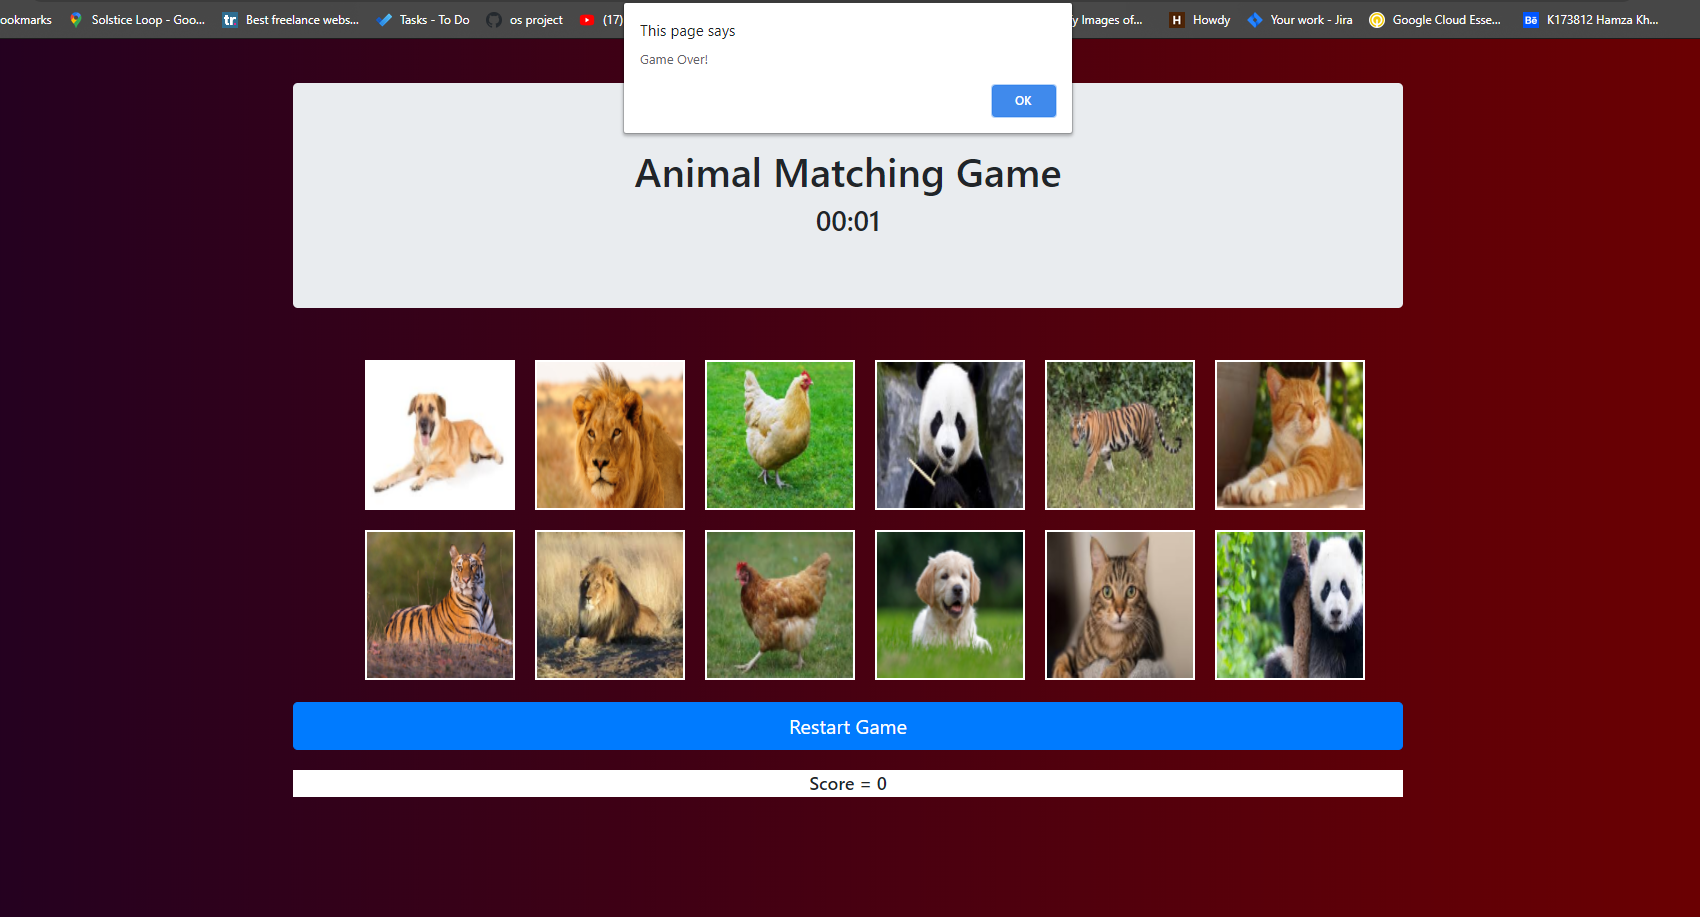 ookmarks
Solstice Loop - Goo...
tr Best freelance webs...
Tasks - To Do
os project
(17)
y Images of...
H Howdy
Your work - Jira
Google Cloud Esse...
Bē K173812 Hamza Kh...
This page says
Game Over!
OK
Animal Matching Game
00:01
Restart Game
Score = 0